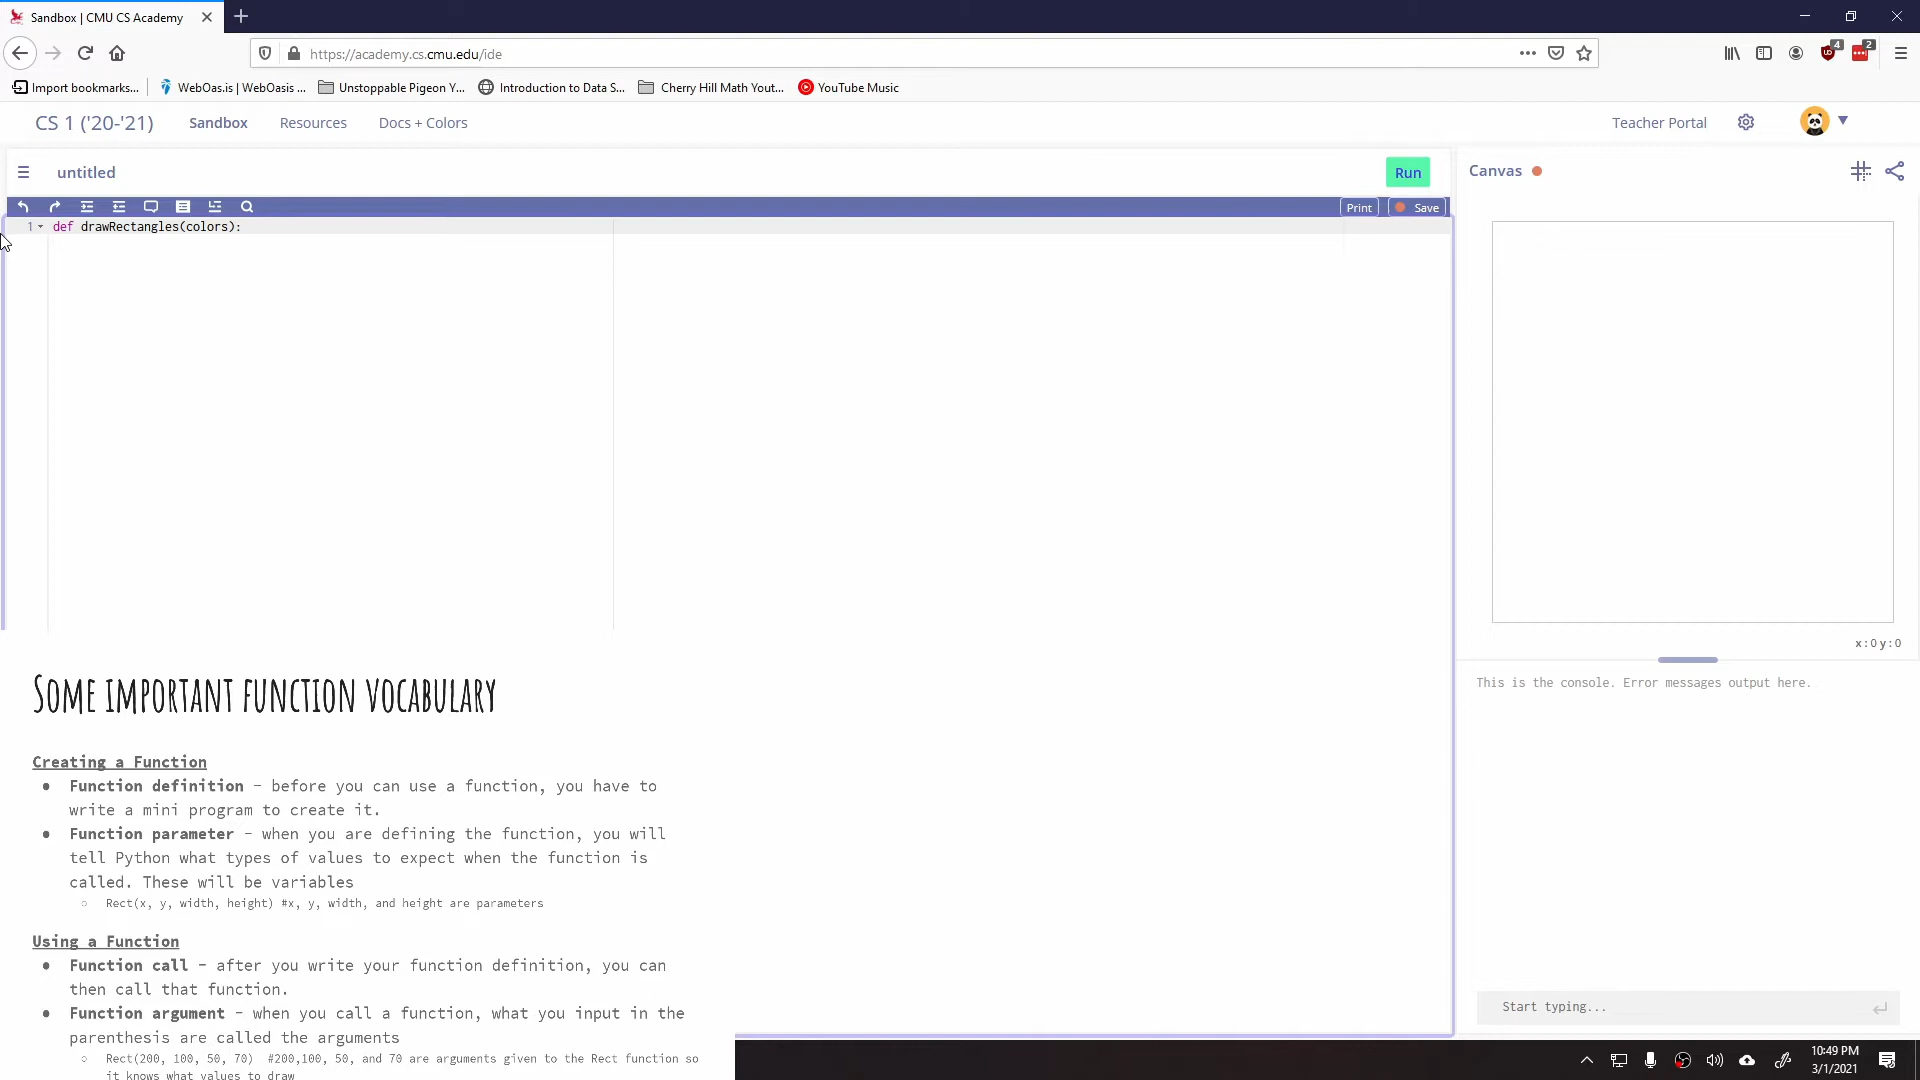 Sandbox | CMU CS Academy
https://academy.cs.cmu.edu/ide
4
2
Import bookmarks...
WebOas.is | WebOasis ...
Unstoppable Pigeon Y...
Introduction to Data S...
Cherry Hill Math Yout...
YouTube Music
CS 1 ('20-'21)
Sandbox
Resources
Docs + Colors
Teacher Portal
untitled
Run
Canvas
Print
Save
1
def drawRectangles(colors):
x:0 y:0
This is the console. Error messages output here.
Start typing...
Some important function vocabulary
Creating a Function
● Function definition - before you can use a function, you have to
write a mini program to create it.
● Function parameter - when you are defining the function, you will
tell Python what types of values to expect when the function is
called. These will be variables
○ Rect(x, y, width, height) #x, y, width, and height are parameters
Using a Function
● Function call - after you write your function definition, you can
then call that function.
● Function argument - when you call a function, what you input in the
parenthesis are called the arguments
○ Rect(200, 100, 50, 70) #200,100, 50, and 70 are arguments given to the Rect function so
it knows what values to draw
10:49 PM
3/1/2021